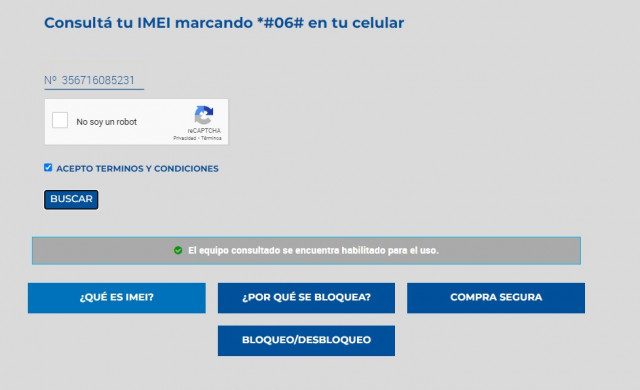 Consultá tu IMEI marcando *#06# en tu celular
Nº 356716085231
No soy un robot
reCAPTCHA
Privacidad - Términos
ACEPTO TERMINOS Y CONDICIONES
BUSCAR
El equipo consultado se encuentra habilitado para el uso.
¿QUÉ ES IMEI?
¿POR QUÉ SE BLOQUEA?
COMPRA SEGURA
BLOQUEO/DESBLOQUEO